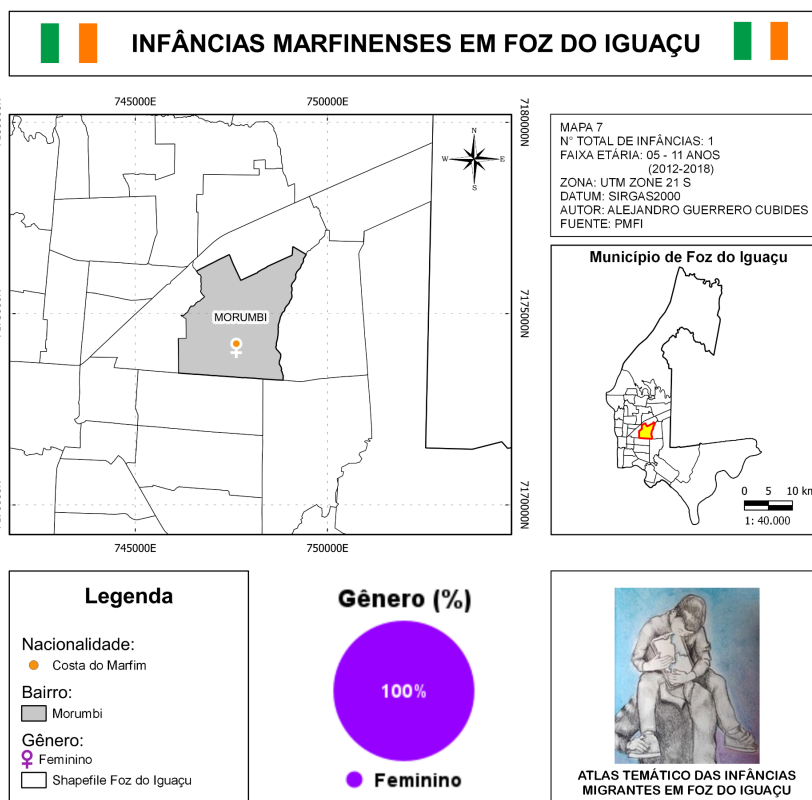 INFÂNCIAS MARFINENSES EM FOZ DO IGUAÇU
745000E
750000E
7180000N
N
W
E
S
MORUMBI
7175000N
7170000N
745000E
750000E
MAPA 7
N° TOTAL DE INFÂNCIAS: 1
FAIXA ETÁRIA: 05 - 11 ANOS
(2012-2018)
ZONA: UTM ZONE 21 S
DATUM: SIRGAS2000
AUTOR: ALEJANDRO GUERRERO CUBIDES
FUENTE: PMFI
Município de Foz do Iguaçu
0 5 10 km
1: 40.000
Legenda
Nacionalidade:
Costa do Marfim
Bairro:
Morumbi
Gênero:
Feminino
Shapefile Foz do Iguaçu
Gênero (%)
100%
Feminino
ATLAS TEMÁTICO DAS INFÂNCIAS
MIGRANTES EM FOZ DO IGUAÇU